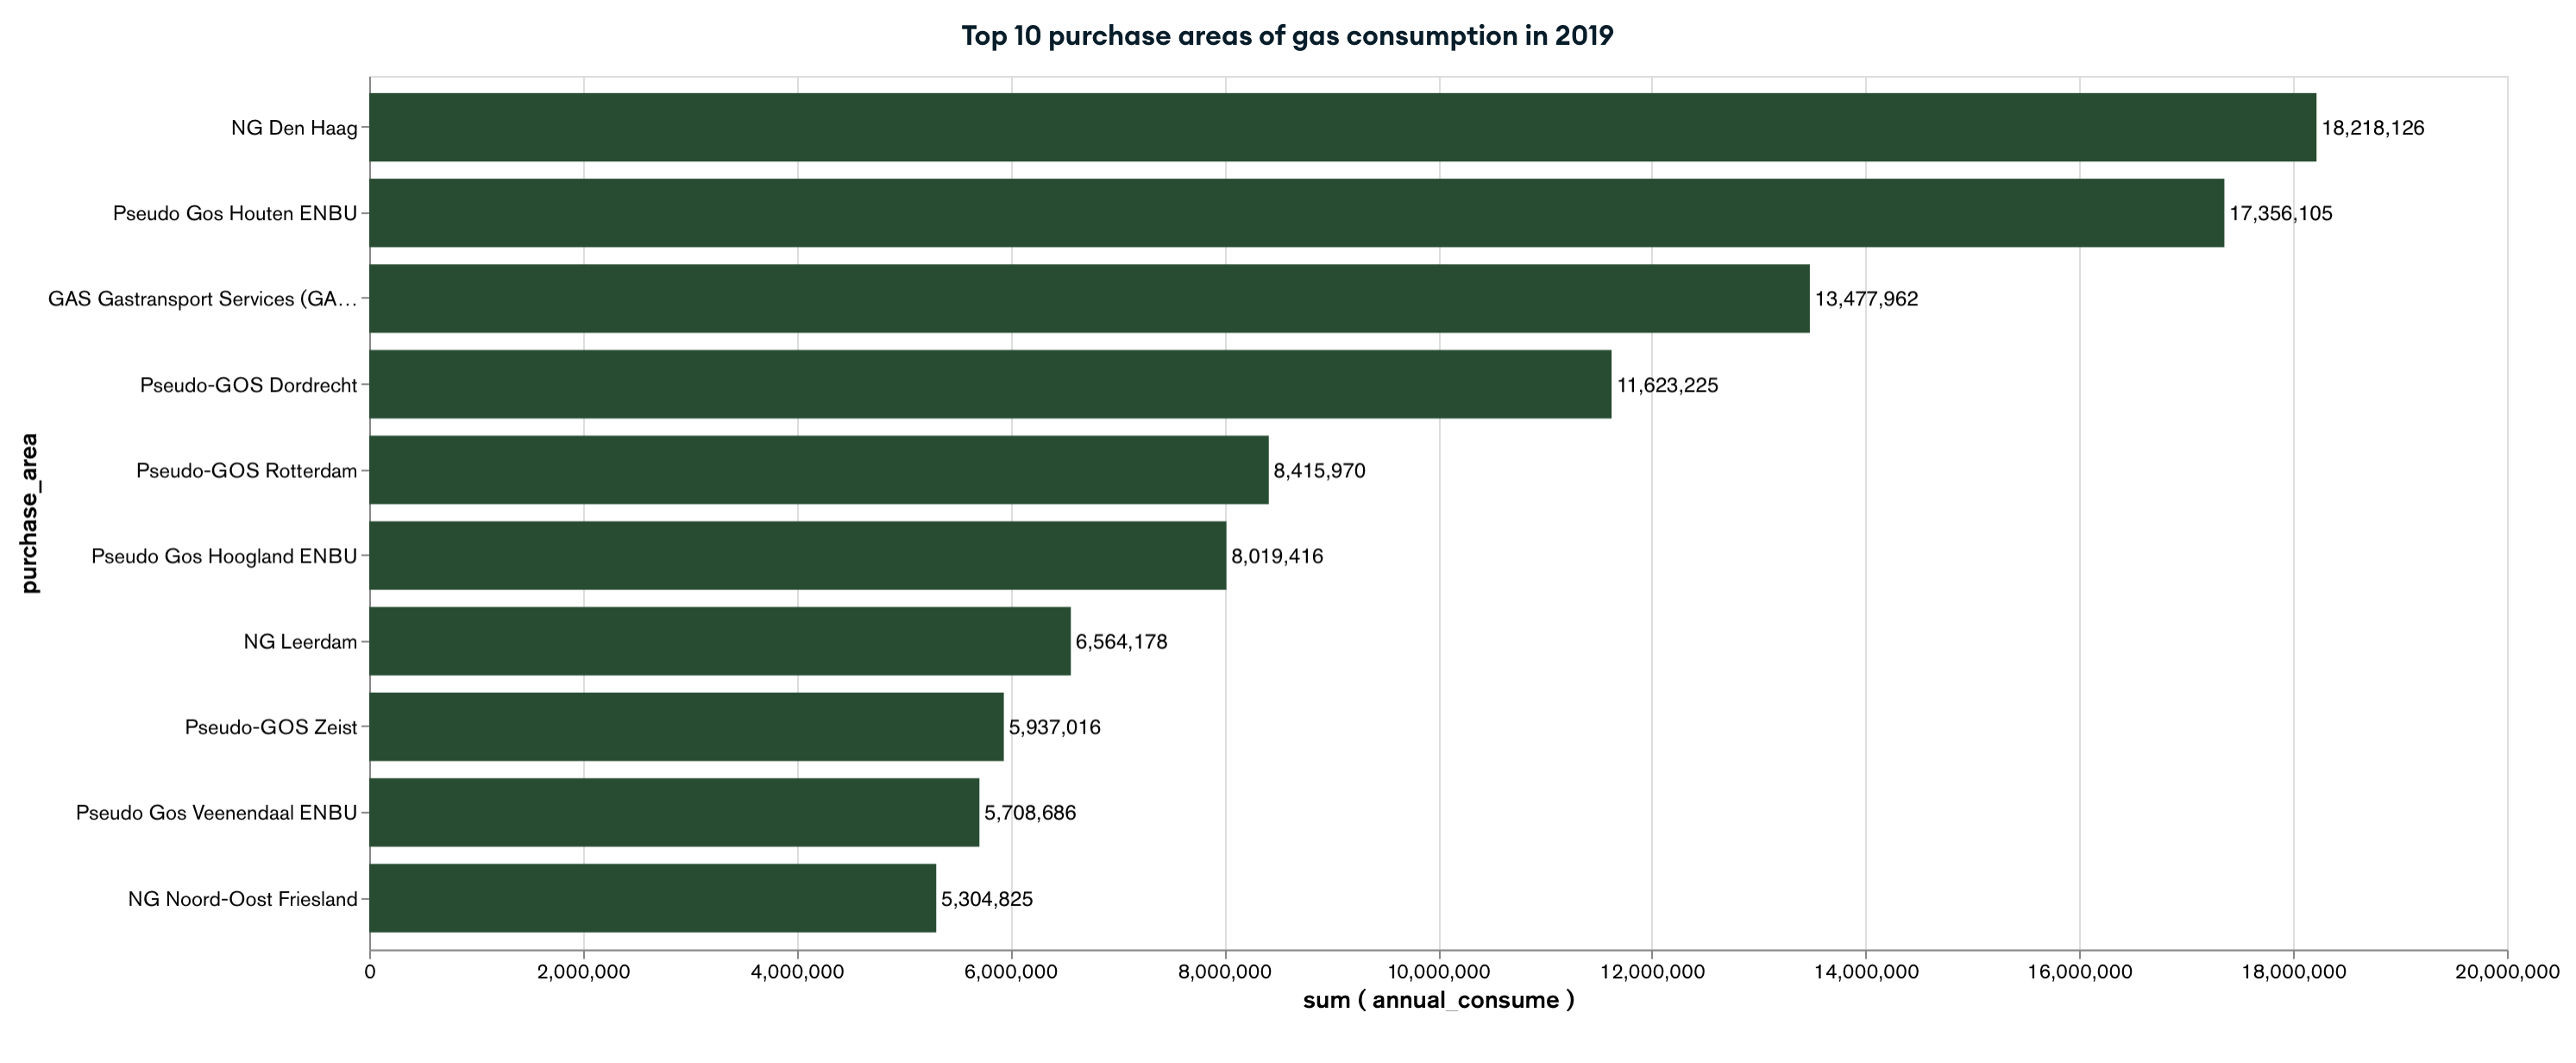 Top 10 purchase areas of gas consumption in 2019
purchase_area
NG Den Haag 18,218,126
Pseudo Gos Houten ENBU 17,356,105
GAS Gastransport Services (GA… 13,477,962
Pseudo-GOS Dordrecht 11,623,225
Pseudo-GOS Rotterdam 8,415,970
Pseudo Gos Hoogland ENBU 8,019,416
NG Leerdam 6,564,178
Pseudo-GOS Zeist 5,937,016
Pseudo Gos Veenendaal ENBU 5,708,686
NG Noord-Oost Friesland 5,304,825
0 2,000,000 4,000,000 6,000,000 8,000,000 10,000,000 12,000,000 14,000,000 16,000,000 18,000,000 20,000,000
sum ( annual_consume )